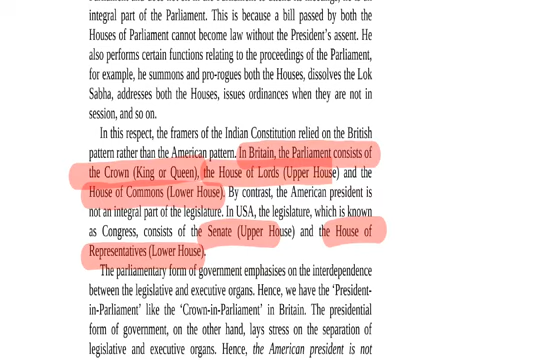 integral part of the Parliament. This is because a bill passed by both the
Houses of Parliament cannot become law without the President's assent. He
also performs certain functions relating to the proceedings of the Parliament,
for example, he summons and pro-rogues both the Houses, dissolves the Lok
Sabha, addresses both the Houses, issues ordinances when they are not in
session, and so on.
In this respect, the framers of the Indian Constitution relied on the British
pattern rather than the American pattern. In Britain, the Parliament consists of
the Crown (King or Queen), the House of Lords (Upper House) and the
House of Commons (Lower House). By contrast, the American president is
not an integral part of the legislature. In USA, the legislature, which is known
as Congress, consists of the Senate (Upper House) and the House of
Representatives (Lower House).
The parliamentary form of government emphasises on the interdependence
between the legislative and executive organs. Hence, we have the ‘President-
in-Parliament’ like the ‘Crown-in-Parliament’ in Britain. The presidential
form of government, on the other hand, lays stress on the separation of
legislative and executive organs. Hence, the American president is not